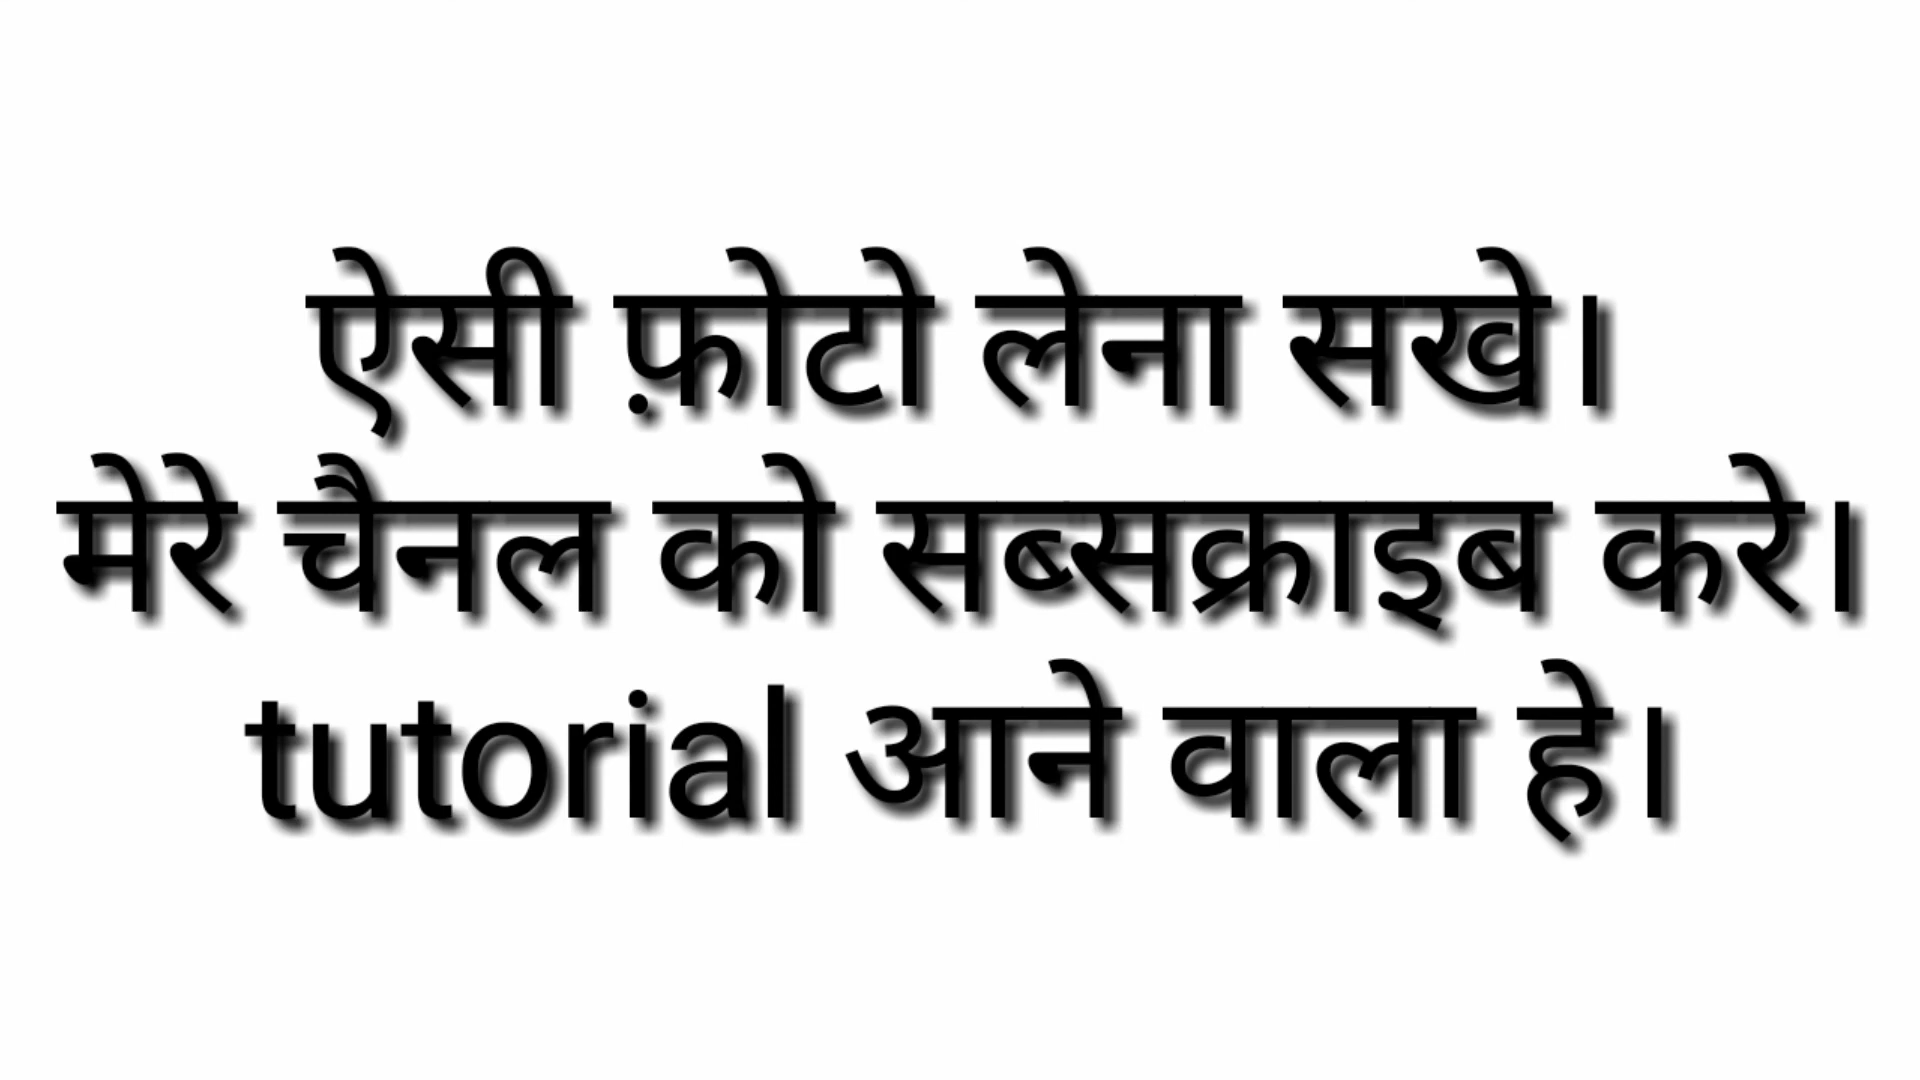 ऐसी फ़ोटो लेना सखे।
मेरे चैनल को सब्सक्राइब करे।
tutorial आने वाला हे।